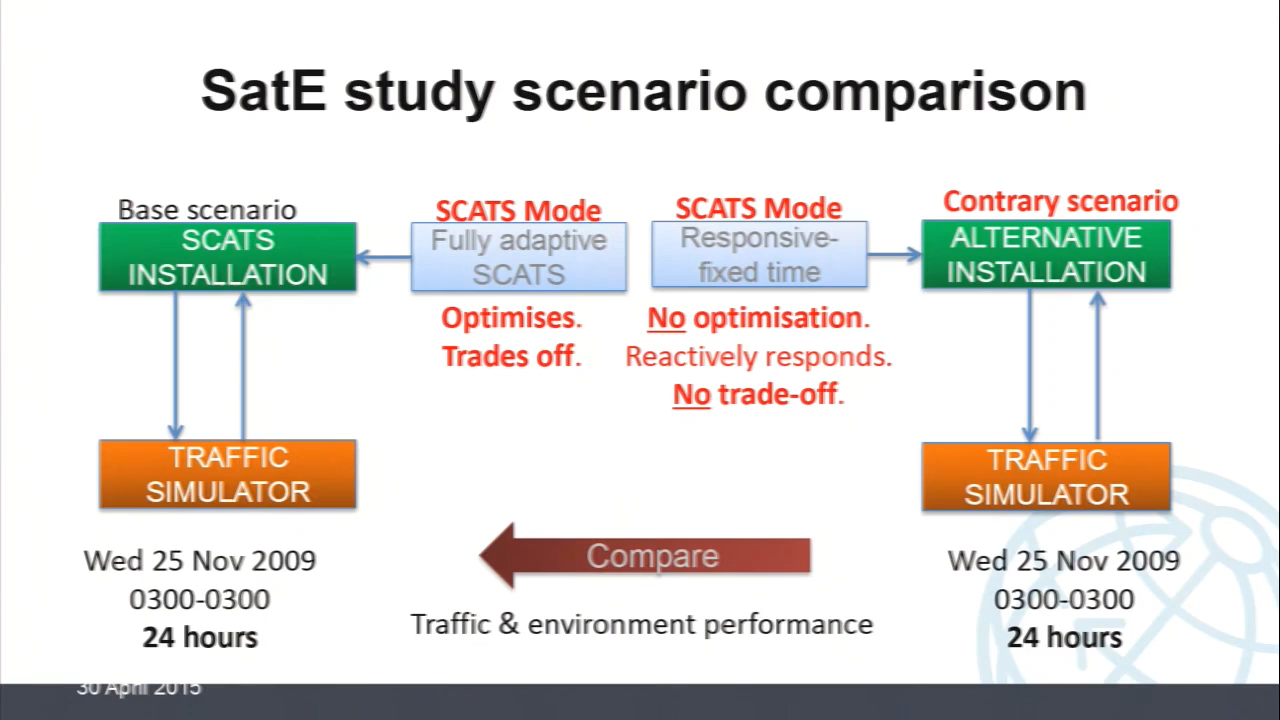 SatE study scenario comparison
Base scenario
SCATS
INSTALLATION
SCATS Mode
Fully adaptive
SCATS
Optimises.
Trades off.
SCATS Mode
Responsive-
fixed time
No optimisation.
Reactively responds.
No trade-off.
Contrary scenario
ALTERNATIVE
INSTALLATION
TRAFFIC
SIMULATOR
TRAFFIC
SIMULATOR
Wed 25 Nov 2009
0300-0300
24 hours
Compare
Traffic & environment performance
Wed 25 Nov 2009
0300-0300
24 hours
30 April 2015